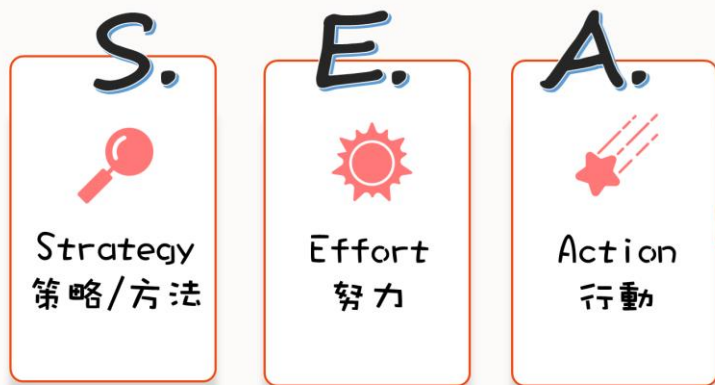 S.
Strategy
策略/方法
E.
Effort
努力
A.
Action
行動